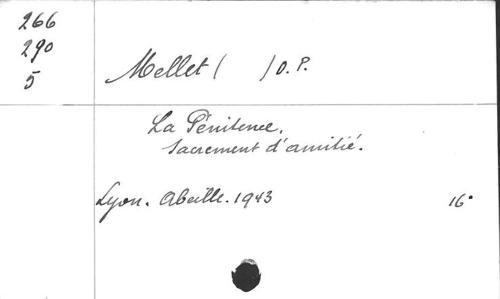 266
290
5
Mellet ( ) O.P.
La Pénitence,
Sacrement d'amitié.
Lyon. Abeille. 1943 16°